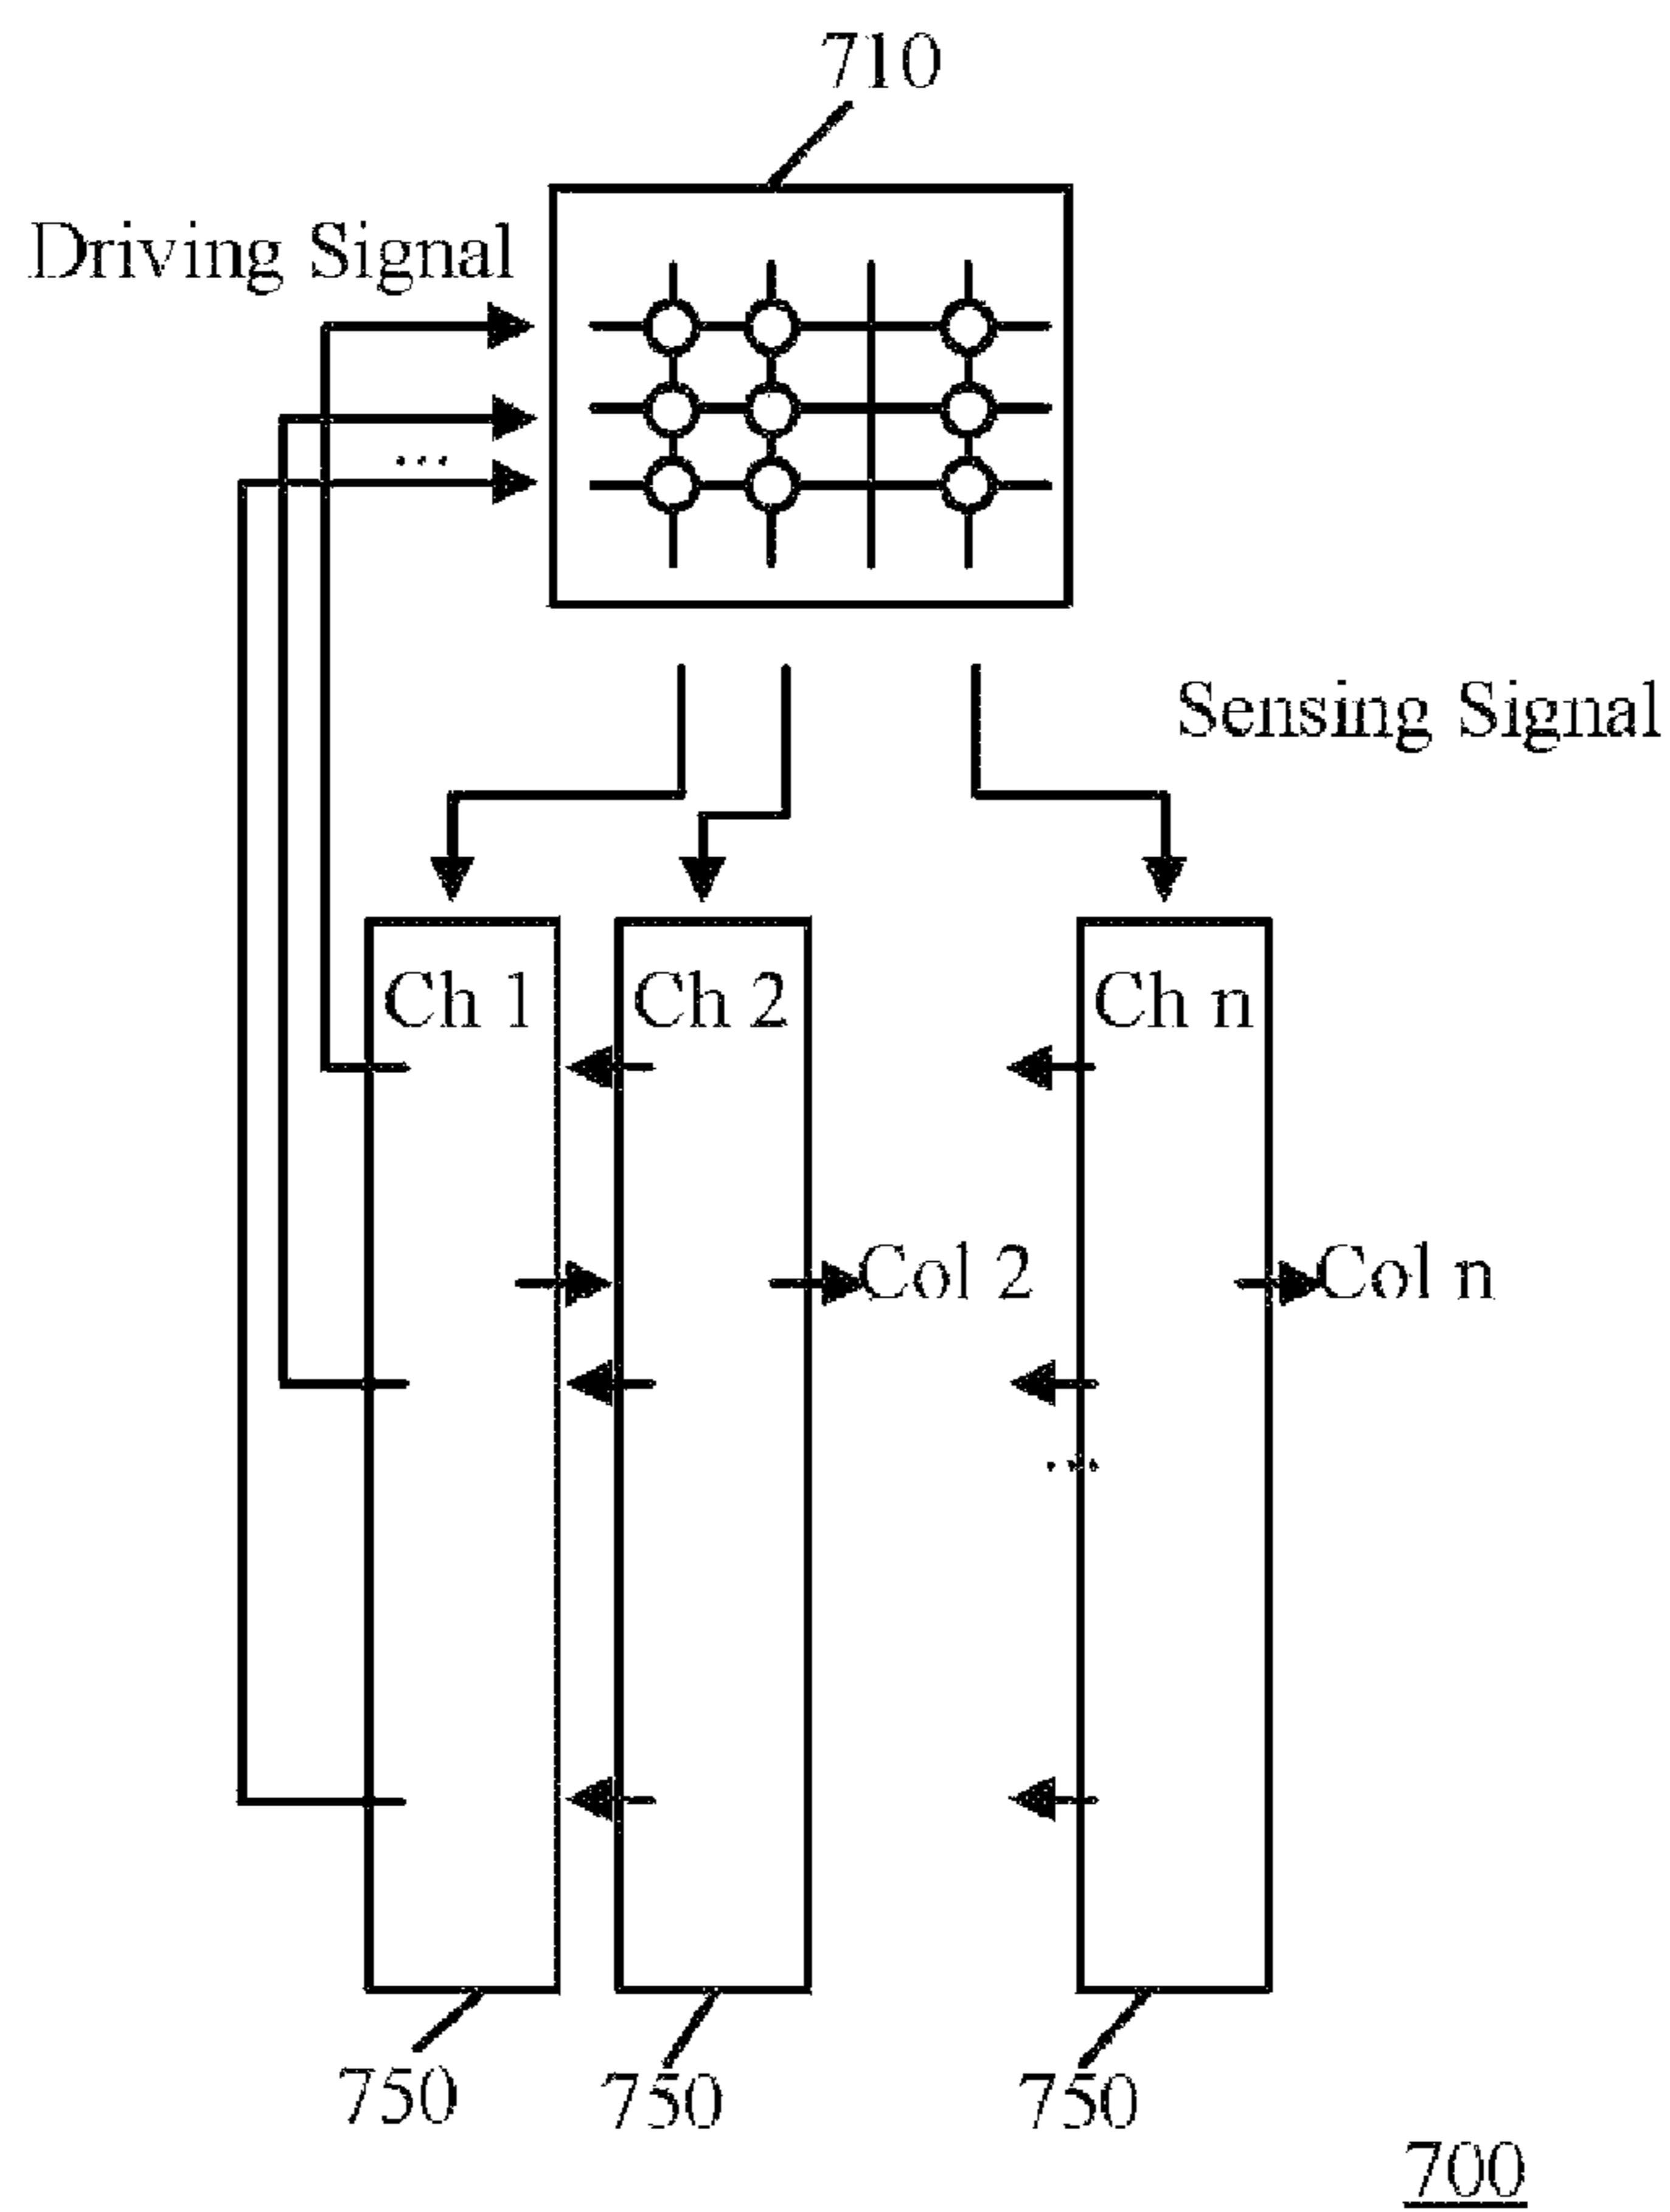 710
Driving Signal
...
Sensing Signal
Ch 1
Ch 2
Ch n
Col 2
Col n
...
750
750
750
700